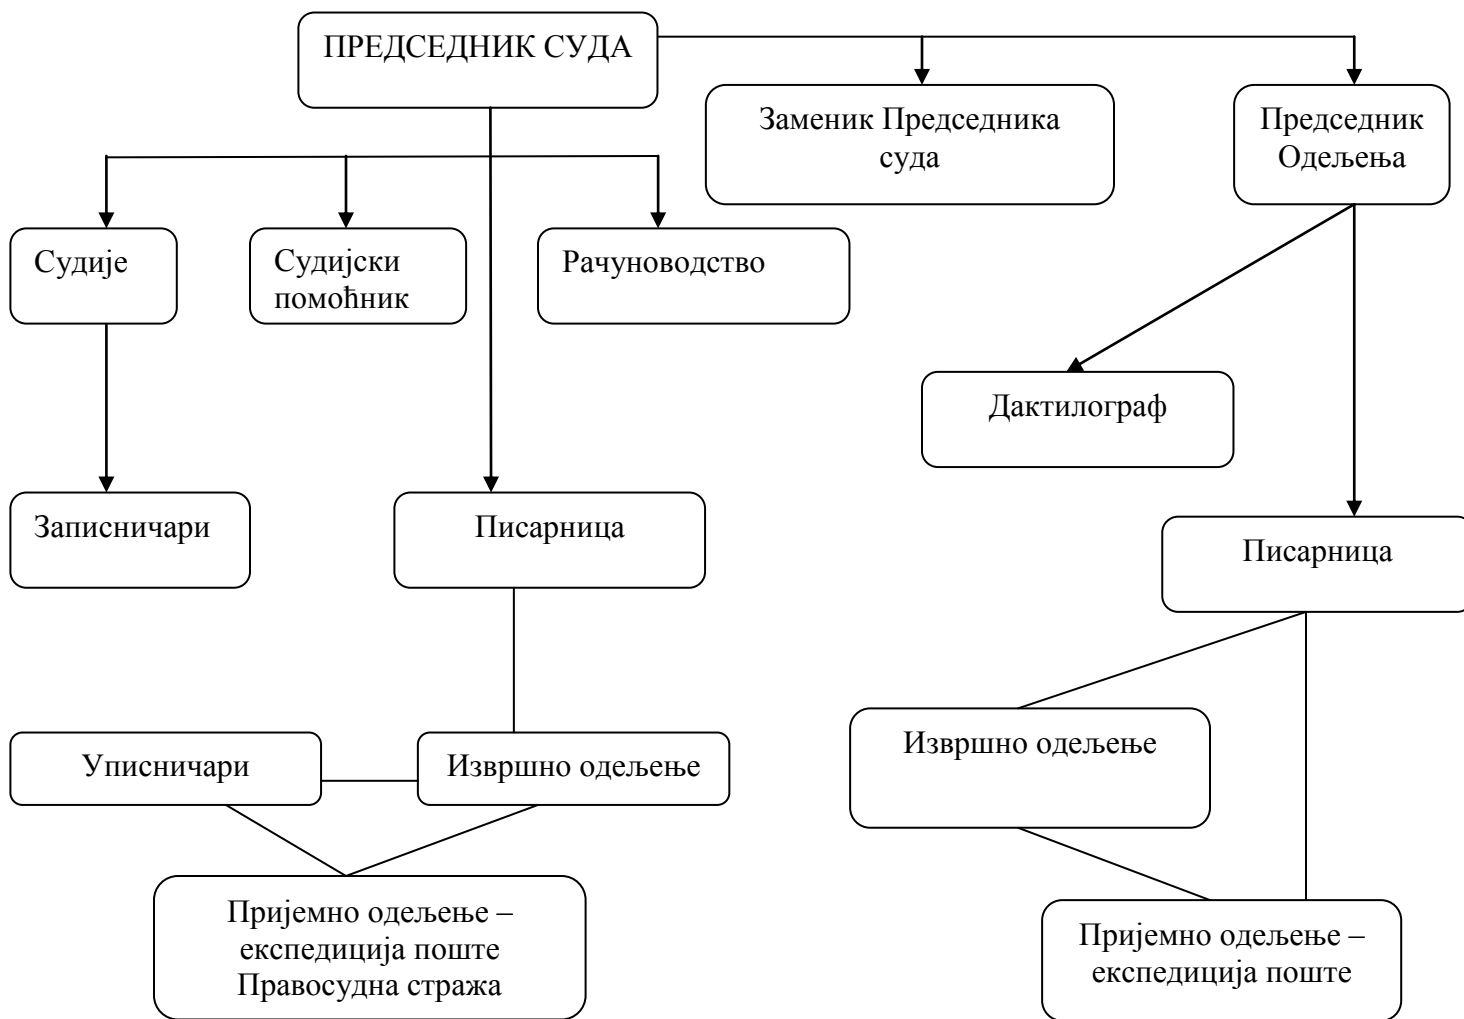 ПРЕДСЕДНИК СУДА
Заменик Председника
суда
Председник
Одељења
Судије
Судијски
помоћник
Рачуноводство
Дактилограф
Записничари
Писарница
Писарница
Уписничари
Извршно одељење
Извршно одељење
Пријемно одељење –
експедиција поште
Правосудна стража
Пријемно одељење –
експедиција поште